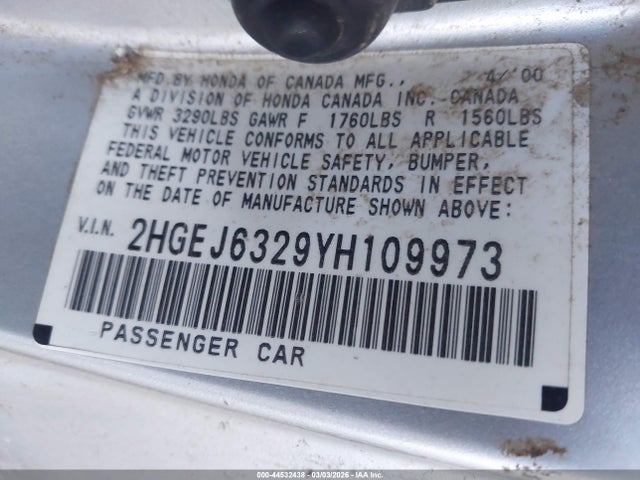 MFD.BY HONDA OF CANADA MFG., 4/00
A DIVISION OF HONDA CANADA INC.-CANADA
GVWR 3290LBS GAWR F 1760LBS R 1560LBS
THIS VEHICLE CONFORMS TO ALL APPLICABLE
FEDERAL MOTOR VEHICLE SAFETY, BUMPER,
AND THEFT PREVENTION STANDARDS IN EFFECT
ON THE DATE OF MANUFACTURE SHOWN ABOVE:
V.I.N. 2HGEJ6329YH109973
PASSENGER CAR
000-44532438 | 03/03/2026 | IAA Inc.